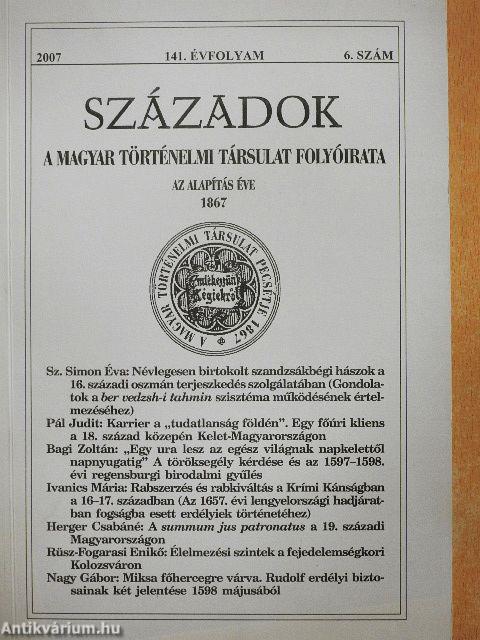 2007 141. ÉVFOLYAM 6. SZÁM
SZÁZADOK
A MAGYAR TÖRTÉNELMI TÁRSULAT FOLYÓIRATA
AZ ALAPÍTÁS ÉVE
1867
A MAGYAR TÖRTÉNELMI TÁRSULAT PECSÉTJE 1867
Emlékezzünk
Régiekről
Sz. Simon Éva: Névlegesen birtokolt szandzsákbégi hászok a
16. századi oszmán terjeszkedés szolgálatában (Gondola-
tok a ber vedzsh-i tahmin szisztéma működésének értel-
mezéséhez)
Pál Judit: Karrier a „tudatlanság földén”. Egy főúri kliens
a 18. század közepén Kelet-Magyarországon
Bagi Zoltán: „Egy ura lesz az egész világnak napkelettől
napnyugatig” A töröksegély kérdése és az 1597–1598.
évi regensburgi birodalmi gyűlés
Ivanics Mária: Rabszerzés és rabkiváltás a Krími Kánságban
a 16–17. században (Az 1657. évi lengyelországi hadjárat-
ban fogságba esett erdélyiek történetéhez)
Herger Csabáné: A summum jus patronatus a 19. századi
Magyarországon
Rüsz-Fogarasi Enikő: Élelmezési szintek a fejedelemségkori
Kolozsváron
Nagy Gábor: Miksa főhercegre várva. Rudolf erdélyi bizto-
sainak két jelentése 1598 májusából
Antikvárium.hu